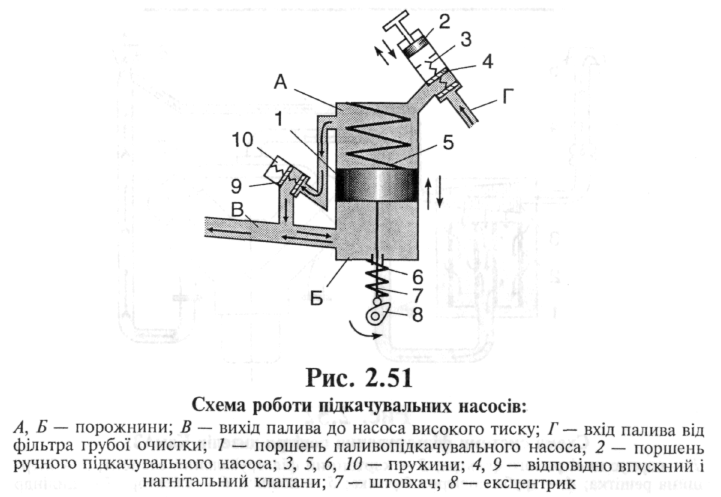 2
3
4
А
Г
1
5
10
9
В
6
Б
7
8
Рис. 2.51
Схема роботи підкачувальних насосів:
А, Б — порожнини; В — вихід палива до насоса високого тиску; Г — вхід палива від
фільтра грубої очистки; 1 — поршень паливопідкачувального насоса; 2 — поршень
ручного підкачувального насоса; 3, 5, 6, 10 — пружини; 4, 9 — відповідно впускний і
нагнітальний клапани; 7 — штовхач; 8 — ексцентрик